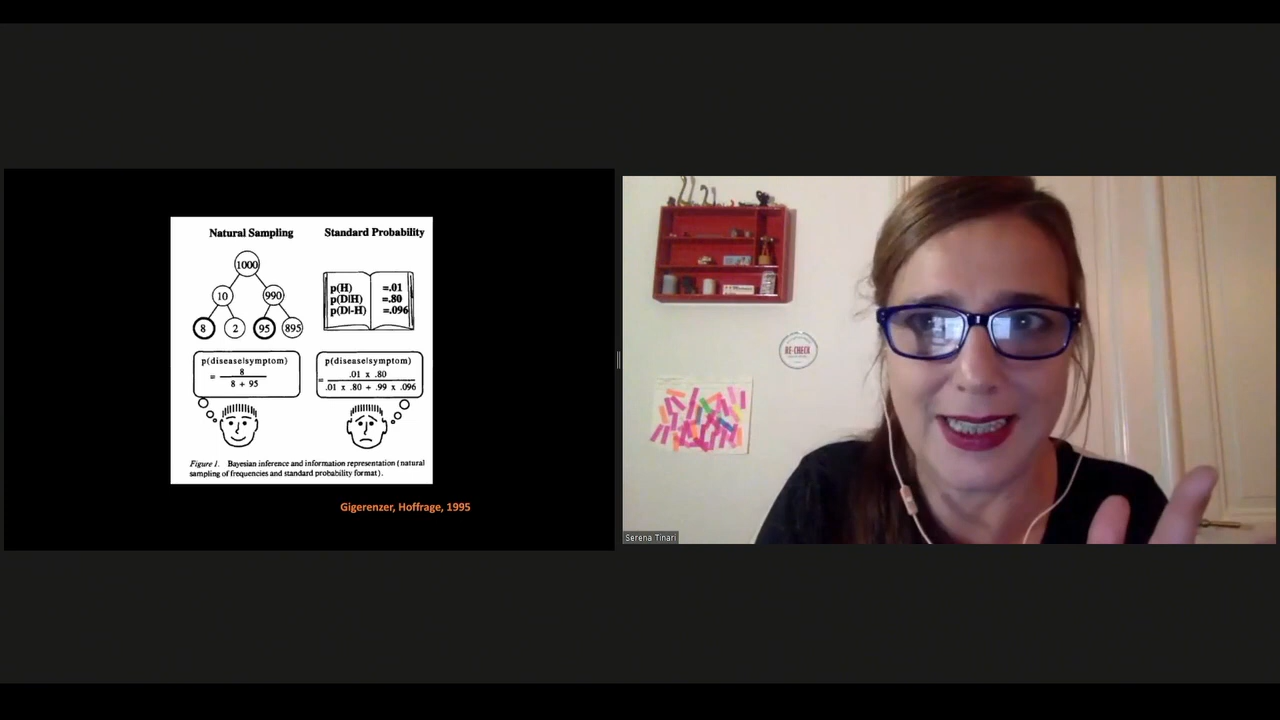 Natural Sampling
1000
10 990
8 2 95 895
p(disease|symptom)
= 8
8 + 95
Standard Probability
p(H) =.01
p(D|H) =.80
p(D|-H) =.096
p(disease|symptom)
= .01 x .80
.01 x .80 + .99 x .096
Figure 1. Bayesian inference and information representation (natural
sampling of frequencies and standard probability format).
Gigerenzer, Hoffrage, 1995
RE-CHECK
Serena Tinari